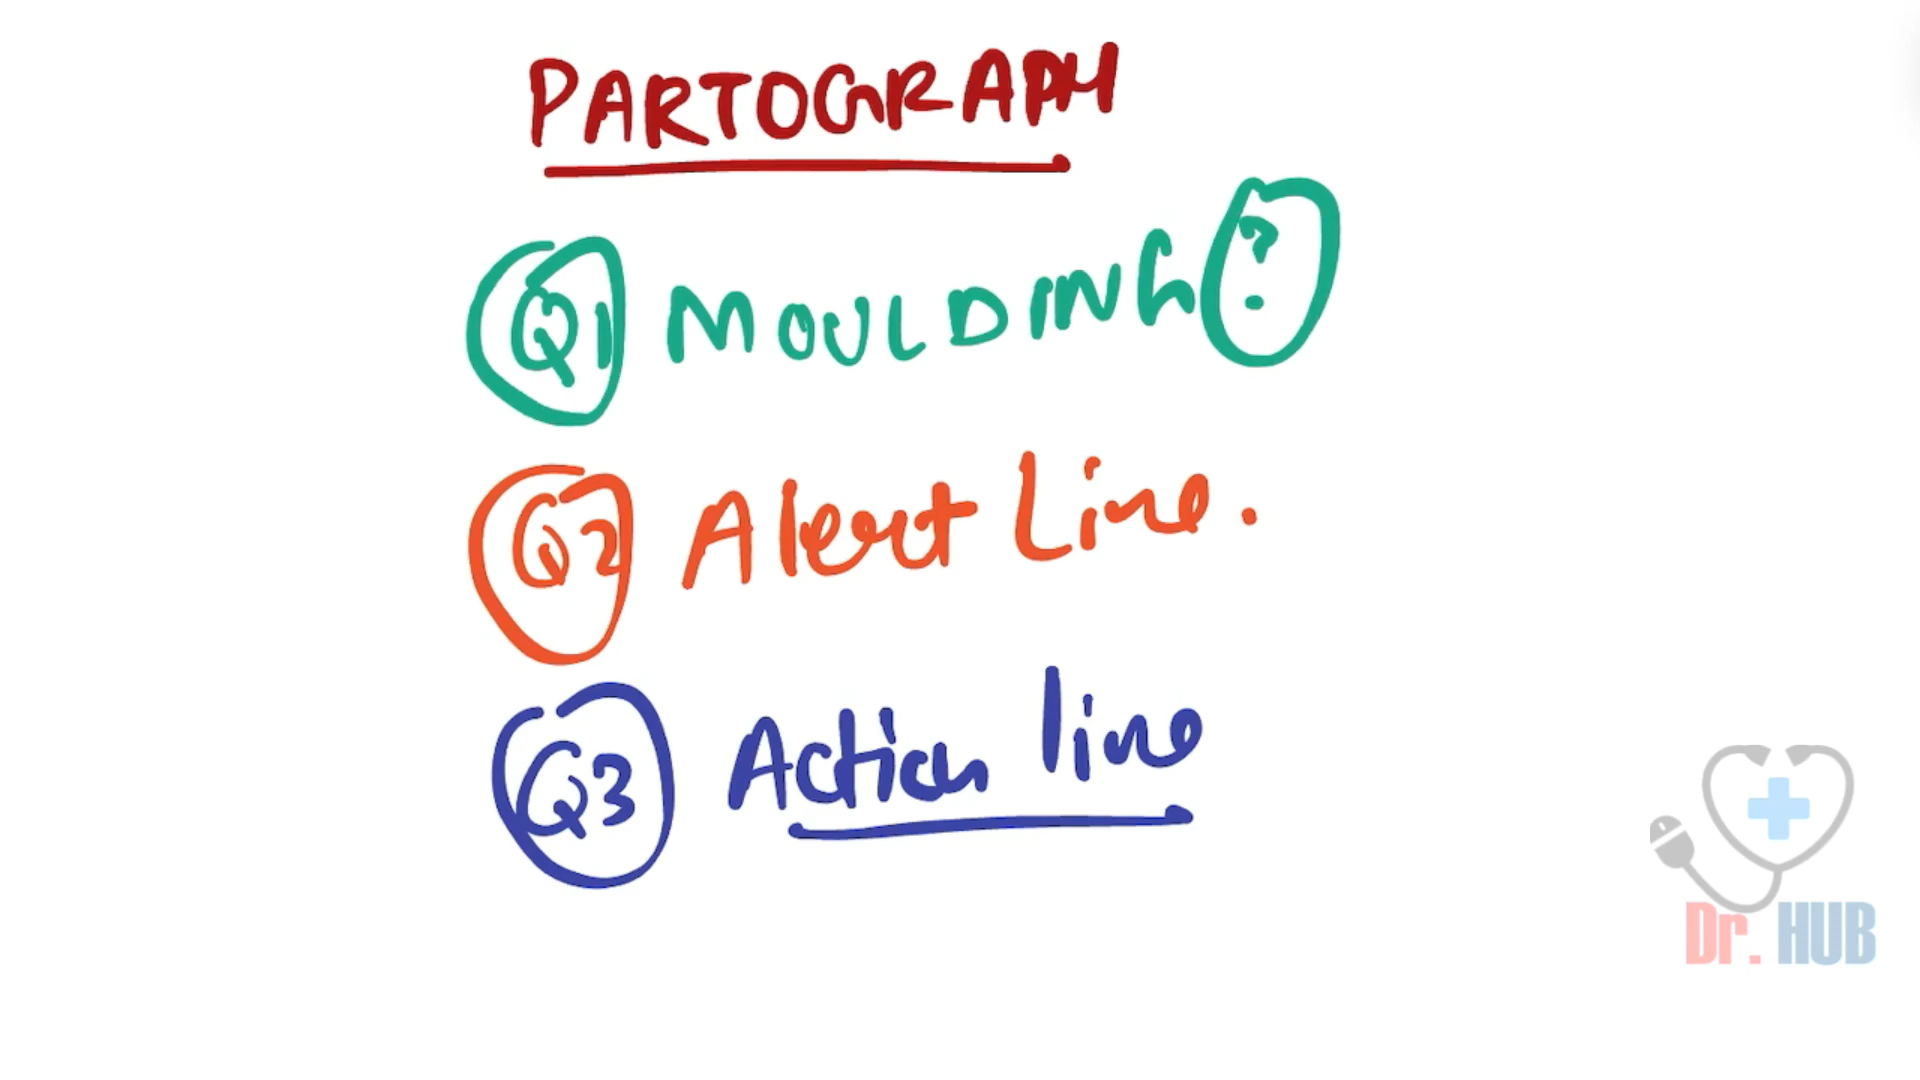 PARTOGRAPH
Q1 MOULDING?
Q2 Alert Line.
Q3 Action line
Dr. HUB